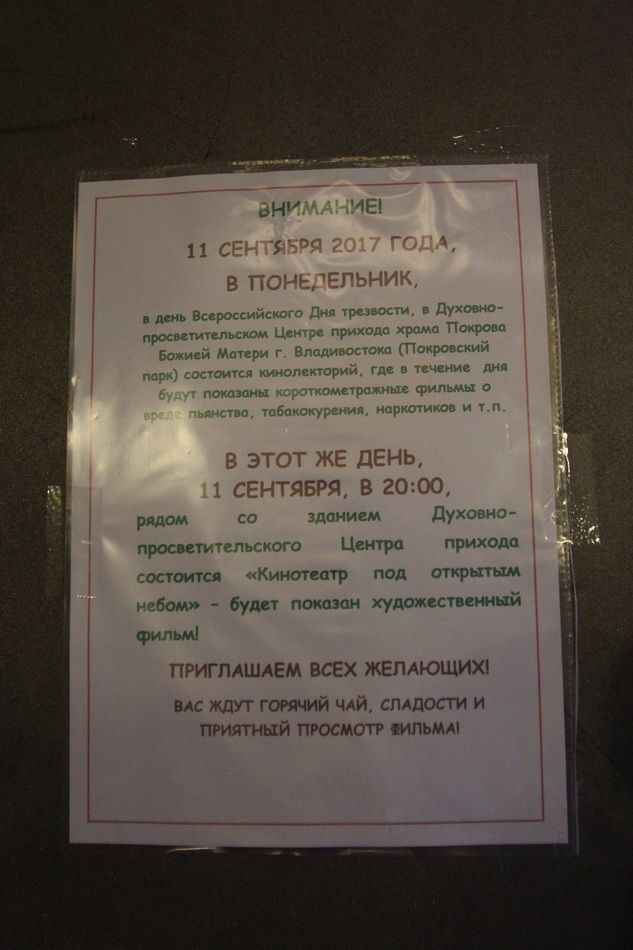 ВНИМАНИЕ!
11 СЕНТЯБРЯ 2017 ГОДА,
В ПОНЕДЕЛЬНИК,
в день Всероссийского Дня трезвости, в Духовно-
просветительском Центре прихода храма Покрова
Божией Матери г. Владивостока (Покровский
парк) состоится кинолекторий, где в течение дня
будут показаны короткометражные фильмы о
вреде пьянства, табакокурения, наркотиков и т.п.
В ЭТОТ ЖЕ ДЕНЬ,
11 СЕНТЯБРЯ, В 20:00,
рядом со зданием Духовно-
просветительского Центра прихода
состоится «Кинотеатр под открытым
небом» - будет показан художественный
фильм!
ПРИГЛАШАЕМ ВСЕХ ЖЕЛАЮЩИХ!
ВАС ЖДУТ ГОРЯЧИЙ ЧАЙ, СЛАДОСТИ И
ПРИЯТНЫЙ ПРОСМОТР ФИЛЬМА!